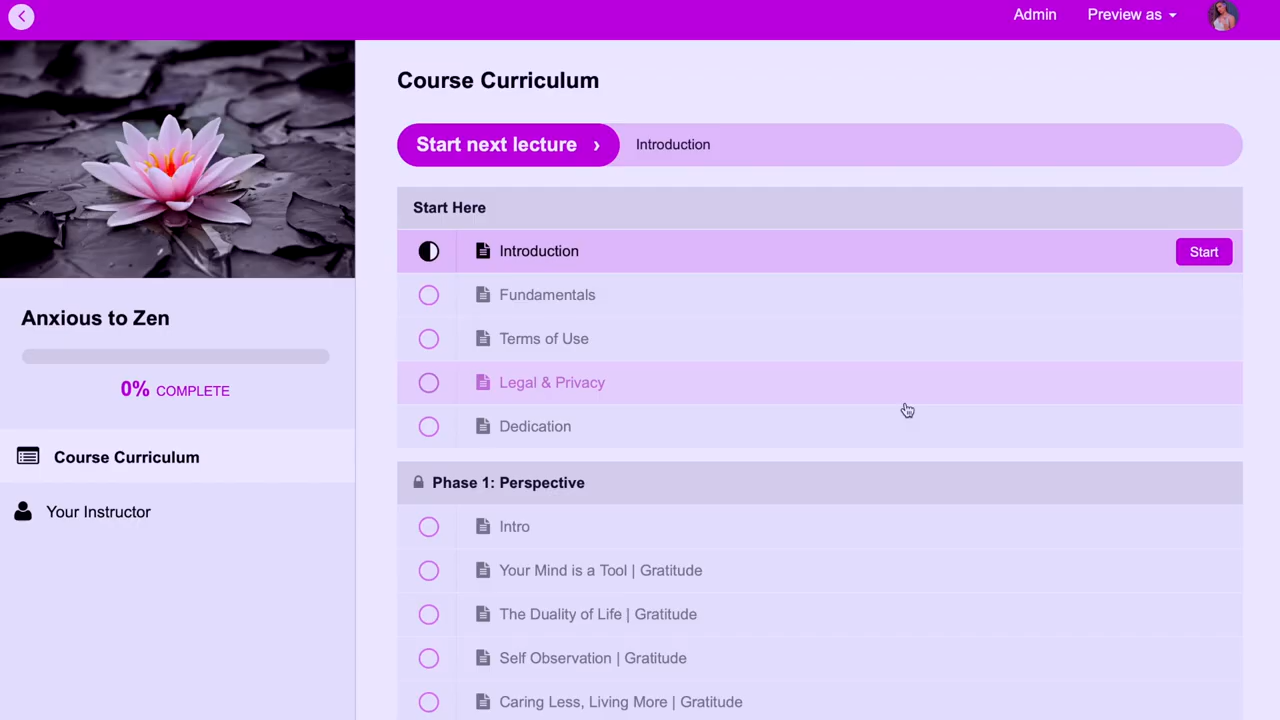 Admin
Preview as
Course Curriculum
Start next lecture ›
Introduction
Start Here
Introduction
Start
Fundamentals
Terms of Use
Legal & Privacy
Dedication
Phase 1: Perspective
Intro
Your Mind is a Tool | Gratitude
The Duality of Life | Gratitude
Self Observation | Gratitude
Caring Less, Living More | Gratitude
Anxious to Zen
0% COMPLETE
Course Curriculum
Your Instructor